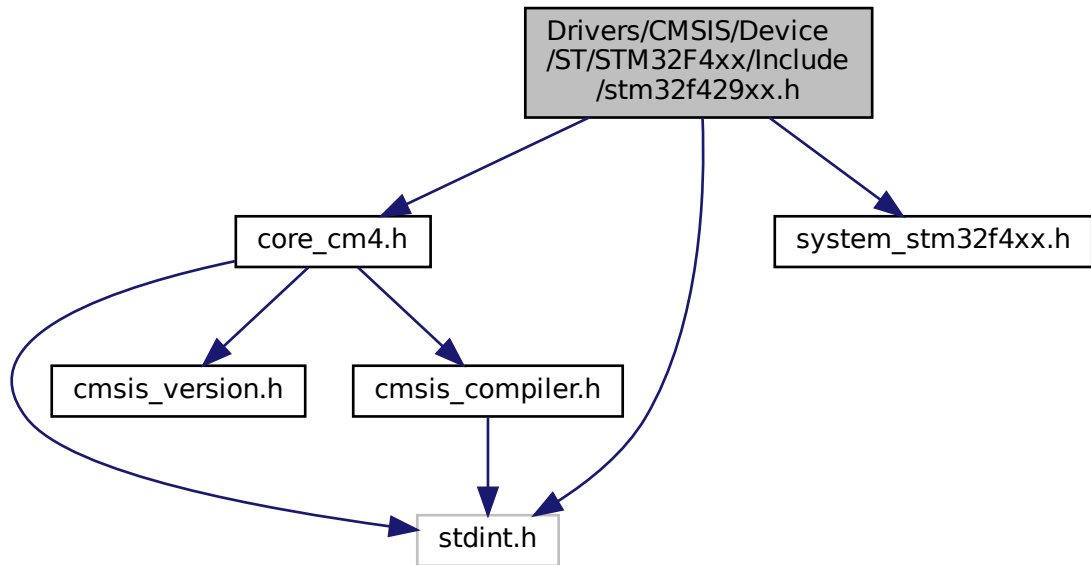 Drivers/CMSIS/Device
/ST/STM32F4xx/Include
/stm32f429xx.h
core_cm4.h
system_stm32f4xx.h
cmsis_version.h
cmsis_compiler.h
stdint.h